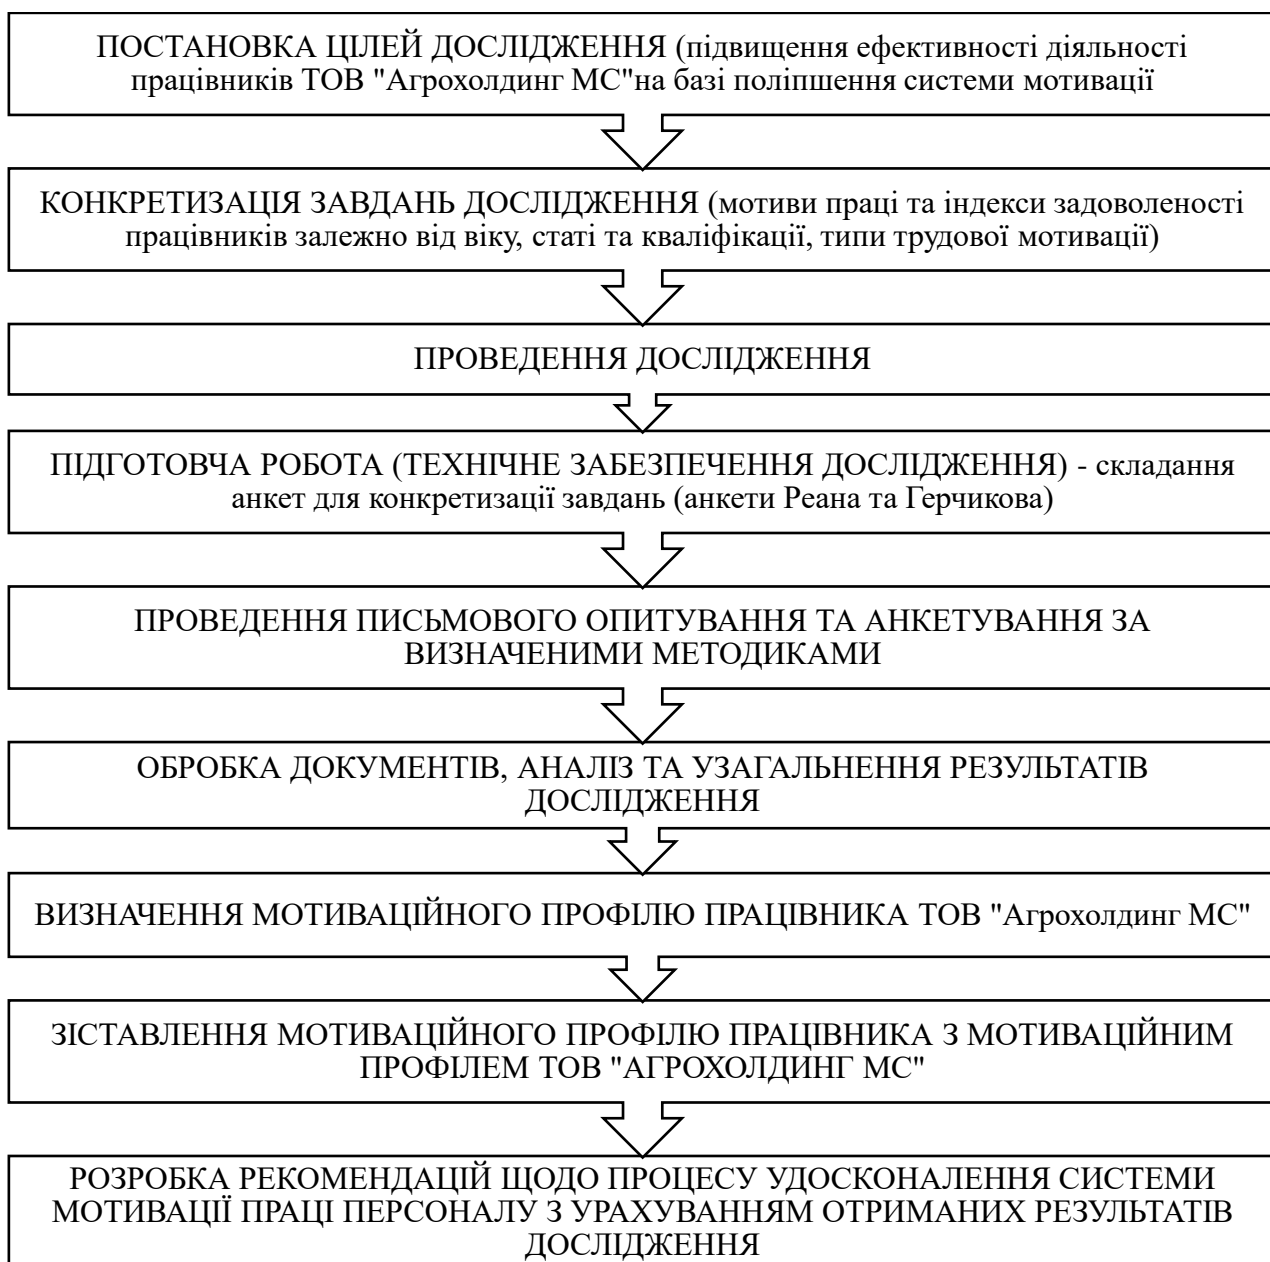 ПОСТАНОВКА ЦІЛЕЙ ДОСЛІДЖЕННЯ (підвищення ефективності діяльності
працівників ТОВ "Агрохолдинг МС"на базі поліпшення системи мотивації
КОНКРЕТИЗАЦІЯ ЗАВДАНЬ ДОСЛІДЖЕННЯ (мотиви праці та індекси задоволеності
працівників залежно від віку, статі та кваліфікації, типи трудової мотивації)
ПРОВЕДЕННЯ ДОСЛІДЖЕННЯ
ПІДГОТОВЧА РОБОТА (ТЕХНІЧНЕ ЗАБЕЗПЕЧЕННЯ ДОСЛІДЖЕННЯ) - складання
анкет для конкретизації завдань (анкети Реана та Герчикова)
ПРОВЕДЕННЯ ПИСЬМОВОГО ОПИТУВАННЯ ТА АНКЕТУВАННЯ ЗА
ВИЗНАЧЕНИМИ МЕТОДИКАМИ
ОБРОБКА ДОКУМЕНТІВ, АНАЛІЗ ТА УЗАГАЛЬНЕННЯ РЕЗУЛЬТАТІВ
ДОСЛІДЖЕННЯ
ВИЗНАЧЕННЯ МОТИВАЦІЙНОГО ПРОФІЛЮ ПРАЦІВНИКА ТОВ "Агрохолдинг МС"
ЗІСТАВЛЕННЯ МОТИВАЦІЙНОГО ПРОФІЛЮ ПРАЦІВНИКА З МОТИВАЦІЙНИМ
ПРОФІЛЕМ ТОВ "АГРОХОЛДИНГ МС"
РОЗРОБКА РЕКОМЕНДАЦІЙ ЩОДО ПРОЦЕСУ УДОСКОНАЛЕННЯ СИСТЕМИ
МОТИВАЦІЇ ПРАЦІ ПЕРСОНАЛУ З УРАХУВАННЯМ ОТРИМАНИХ РЕЗУЛЬТАТІВ
ДОСЛІДЖЕННЯ